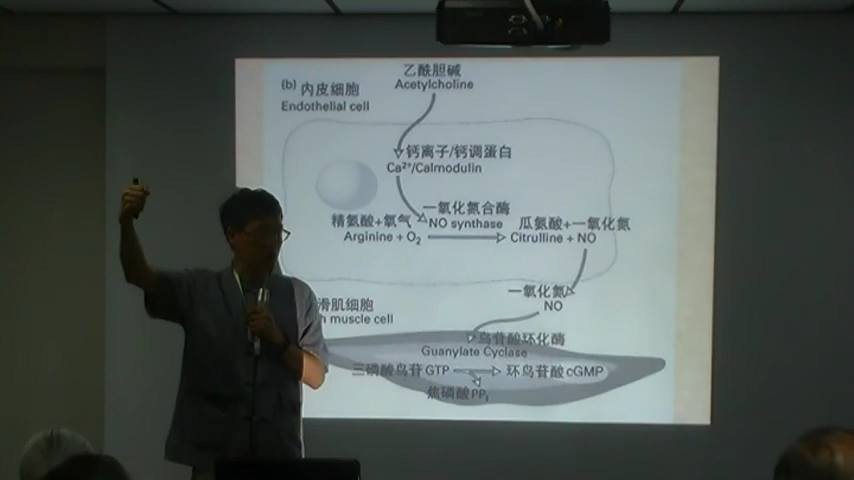 乙酰胆碱
Acetylcholine
(b) 内皮细胞
Endothelial cell
钙离子/钙调蛋白
Ca²⁺/Calmodulin
一氧化氮合酶
NO synthase
精氨酸+氧气
Arginine + O₂
瓜氨酸+一氧化氮
Citrulline + NO
一氧化氮
NO
滑肌细胞
muscle cell
鸟苷酸环化酶
Guanylate Cyclase
三磷酸鸟苷 GTP
环鸟苷酸 cGMP
焦磷酸 PPi